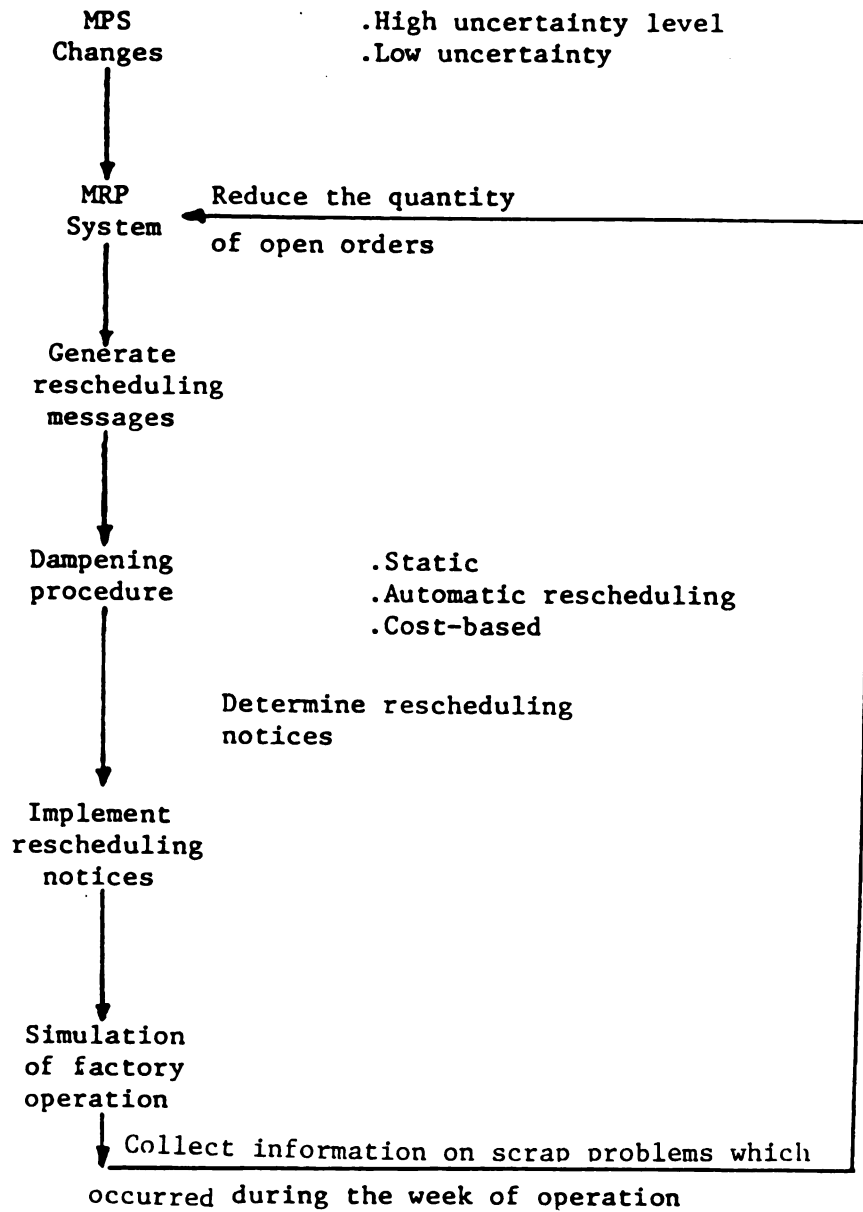 MPS
Changes
.High uncertainty level
.Low uncertainty
MRP
System
Reduce the quantity
of open orders
Generate
rescheduling
messages
Dampening
procedure
.Static
.Automatic rescheduling
.Cost-based
Determine rescheduling
notices
Implement
rescheduling
notices
Simulation
of factory
operation
Collect information on scrap problems which
occurred during the week of operation